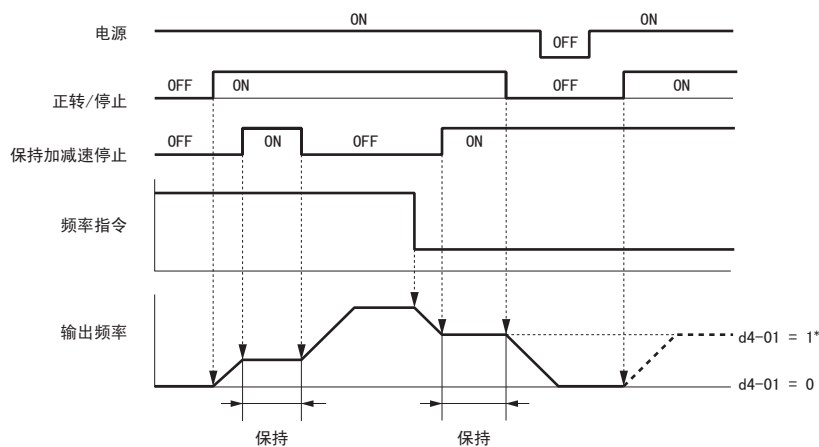 电源
ON
OFF
ON
正转/停止
OFF
ON
OFF
ON
保持加减速停止
OFF
ON
OFF
ON
频率指令
输出频率
d4-01 = 1*
d4-01 = 0
保持
保持